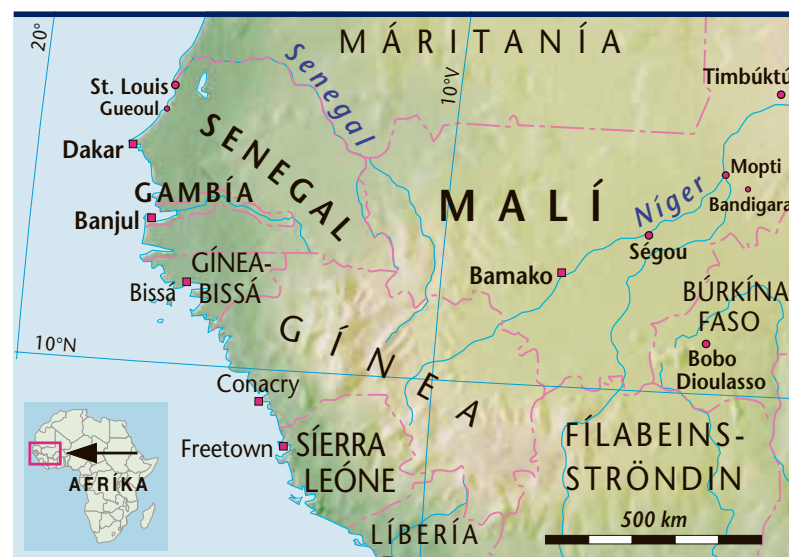 20°
MÁRITANÍA
Senegal
10°V
St. Louis
Gueoul
Timbúktú
Dakar
SENEGAL
Mopti
GAMBÍA
MALÍ
Níger
Bandigara
Banjul
Ségou
GÍNEA-
BISSÁ
Bissá
Bamako
BÚRKÍNA
FASO
GÍNEA
10°N
Bobo
Dioulasso
Conacry
Freetown
SÍERRA
LEÓNE
FÍLABEINS-
STRÖNDIN
AFRÍKA
500 km
LÍBERÍA